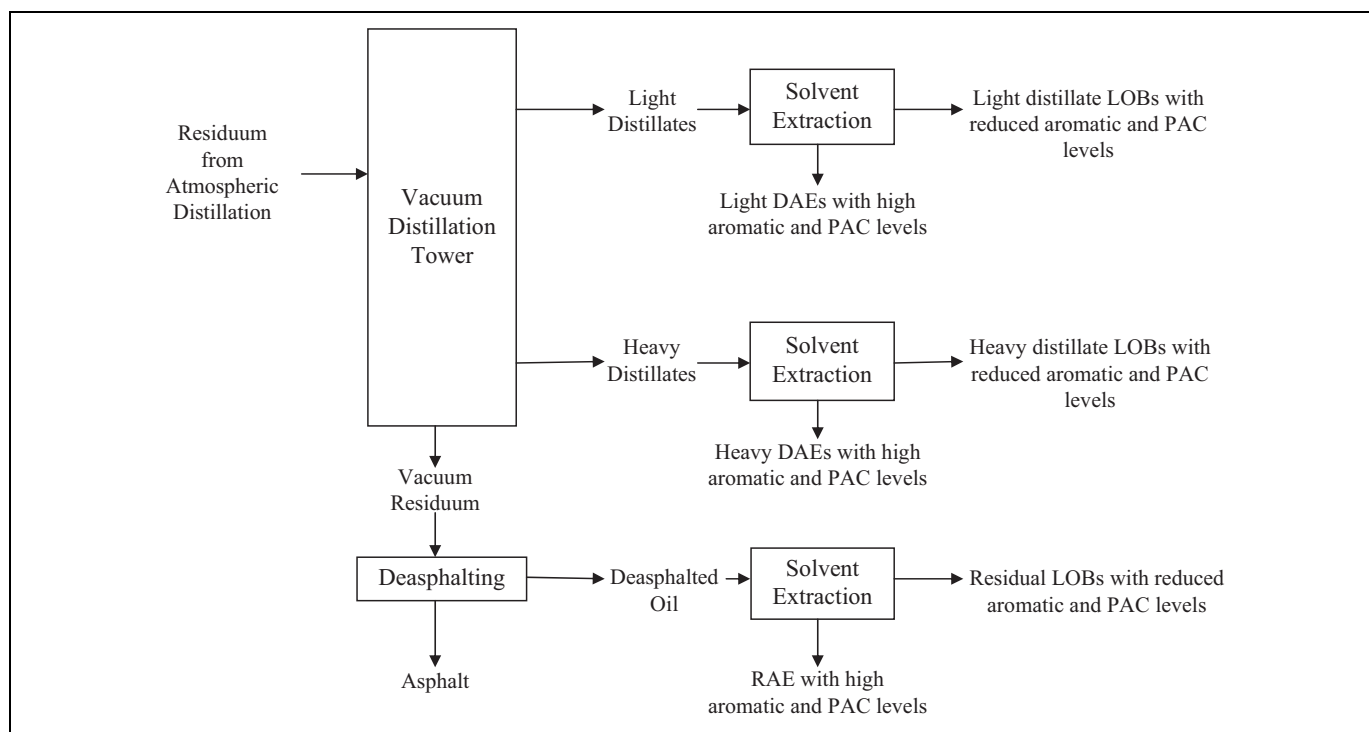 Residuum
from
Atmospheric
Distillation
Vacuum
Distillation
Tower
Light
Distillates
Solvent
Extraction
Light distillate LOBs with
reduced aromatic and PAC
levels
Light DAEs with high
aromatic and PAC levels
Heavy
Distillates
Solvent
Extraction
Heavy distillate LOBs with
reduced aromatic and PAC
levels
Heavy DAEs with high
aromatic and PAC levels
Vacuum
Residuum
Deasphalting
Deasphalted
Oil
Solvent
Extraction
Residual LOBs with reduced
aromatic and PAC levels
Asphalt
RAE with high
aromatic and PAC levels